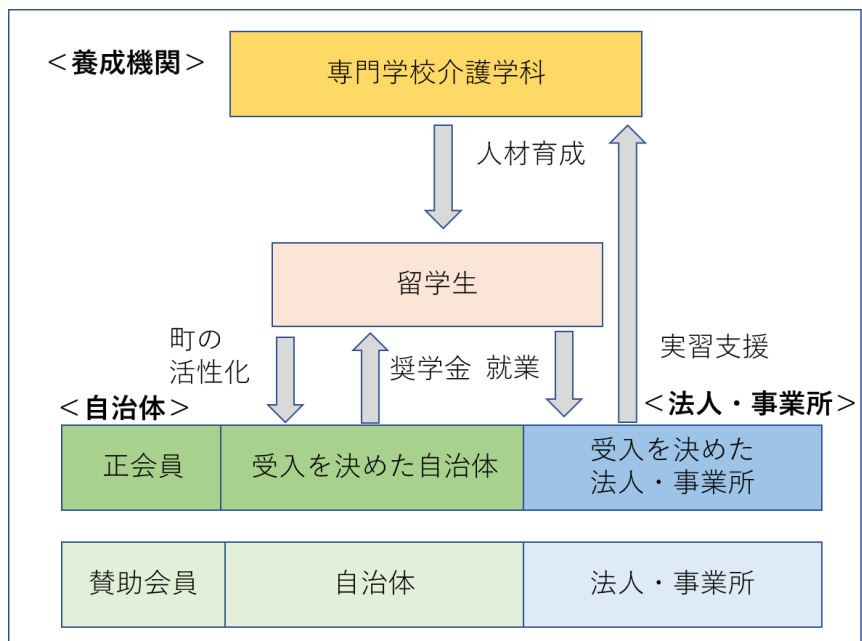 ＜養成機関＞
専門学校介護学科
人材育成
留学生
町の
活性化
奨学金
就業
実習支援
＜自治体＞
＜法人・事業所＞
正会員
受入を決めた自治体
受入を決めた
法人・事業所
賛助会員
自治体
法人・事業所